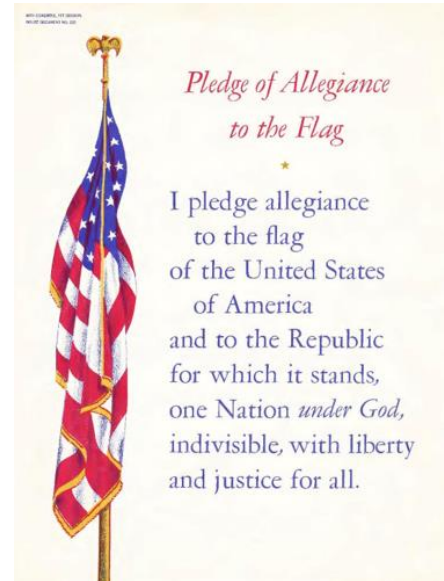 Pledge of Allegiance
to the Flag
I pledge allegiance
to the flag
of the United States
of America
and to the Republic
for which it stands,
one Nation under God,
indivisible, with liberty
and justice for all.